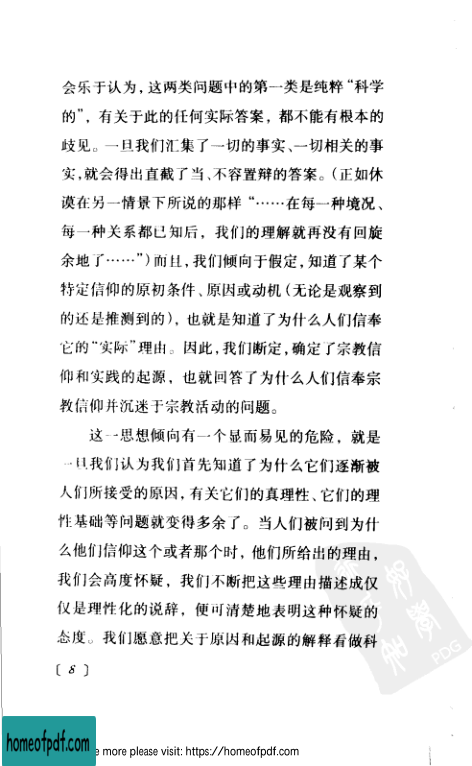 会乐于认为，这两类问题中的第一类是纯粹“科学
的”，有关于此的任何实际答案，都不能有根本的
歧见。一旦我们汇集了一切的事实、一切相关的事
实，就会得出直截了当、不容置辩的答案。（正如休
谟在另一情景下所说的那样“……在每一种境况、
每一种关系都已知后，我们的理解就再没有回旋
余地了……”）而且，我们倾向于假定，知道了某个
特定信仰的原初条件、原因或动机（无论是观察到
的还是推测到的），也就是知道了为什么人们信奉
它的“实际”理由。因此，我们断定，确定了宗教信
仰和实践的起源，也就回答了为什么人们信奉宗
教信仰并沉迷于宗教活动的问题。
这一思想倾向有一个显而易见的危险，就是
一旦我们认为我们首先知道了为什么它们逐渐被
人们所接受的原因，有关它们的真理性、它们的理
性基础等问题就变得多余了。当人们被问到为什
么他们信仰这个或者那个时，他们所给出的理由，
我们会高度怀疑，我们不断把这些理由描述成仅
仅是理性化的说辞，便可清楚地表明这种怀疑的
态度。我们愿意把关于原因和起源的解释看做科
〔 8 〕
PDG
homeofpdf.com
e more please visit: https://homeofpdf.com